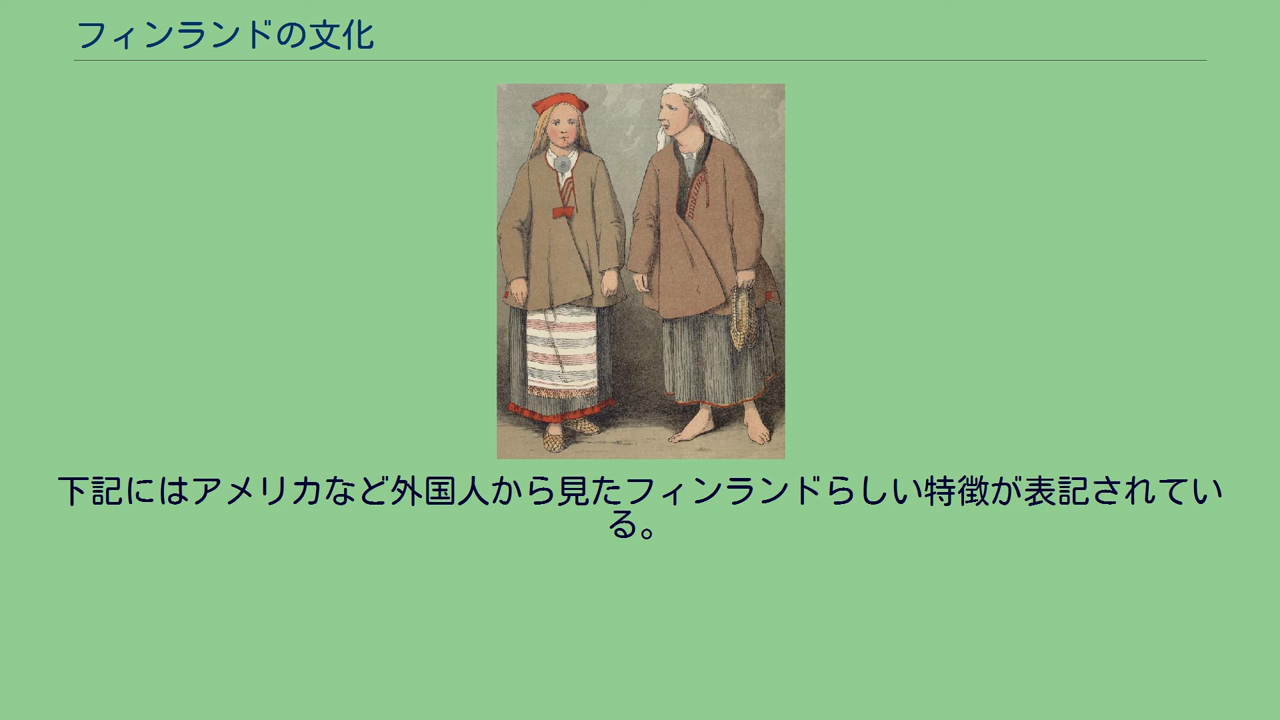 フィンランドの文化
下記にはアメリカなど外国人から見たフィンランドらしい特徴が表記されてい
る。